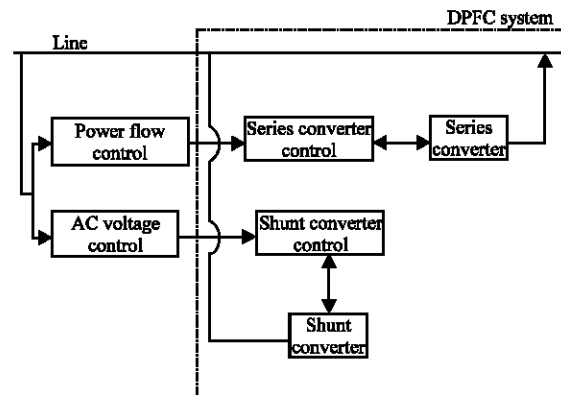 DPFC system
Line
Power flow
control
Series converter
control
Series
converter
AC voltage
control
Shunt converter
control
Shunt
converter